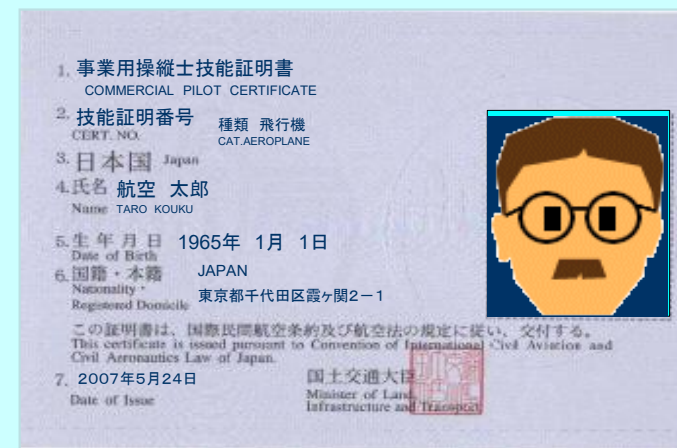 1. 事業用操縦士技能証明書
COMMERCIAL PILOT CERTIFICATE
2. 技能証明番号 種類 飛行機
CERT. NO. CAT.AEROPLANE
3. 日本国 Japan
4. 氏名 航空 太郎
Name TARO KOUKU
5. 生年月日 1965年 1月 1日
Date of Birth
6. 国籍・本籍 JAPAN
Nationality・
Registered Domicile 東京都千代田区霞ヶ関2-1
この証明書は、国際民間航空条約及び航空法の規定に従い、交付する。
This certificate is issued pursuant to Convention of International Civil Aviation and
Civil Aeronautics Law of Japan.
7. 2007年5月24日 国土交通大臣
Date of Issue Minister of Land,
Infrastructure and Transport